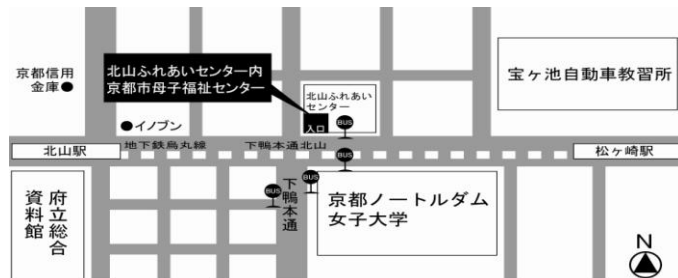 京都信用
金庫●
北山ふれあいセンター内
京都市母子福祉センター
北山ふれあい
センター
入口
BUS
宝ヶ池自動車教習所
●イノブン
地下鉄烏丸線
下鴨本通北山
北山駅
BUS
松ヶ崎駅
府立総合
資料館
BUS
BUS
下鴨本通
京都ノートルダム
女子大学
N